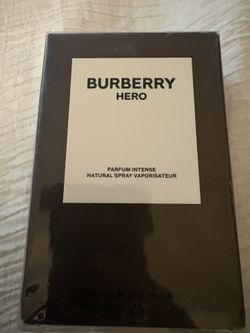 BURBERRY
HERO
PARFUM INTENSE
NATURAL SPRAY VAPORISATEUR